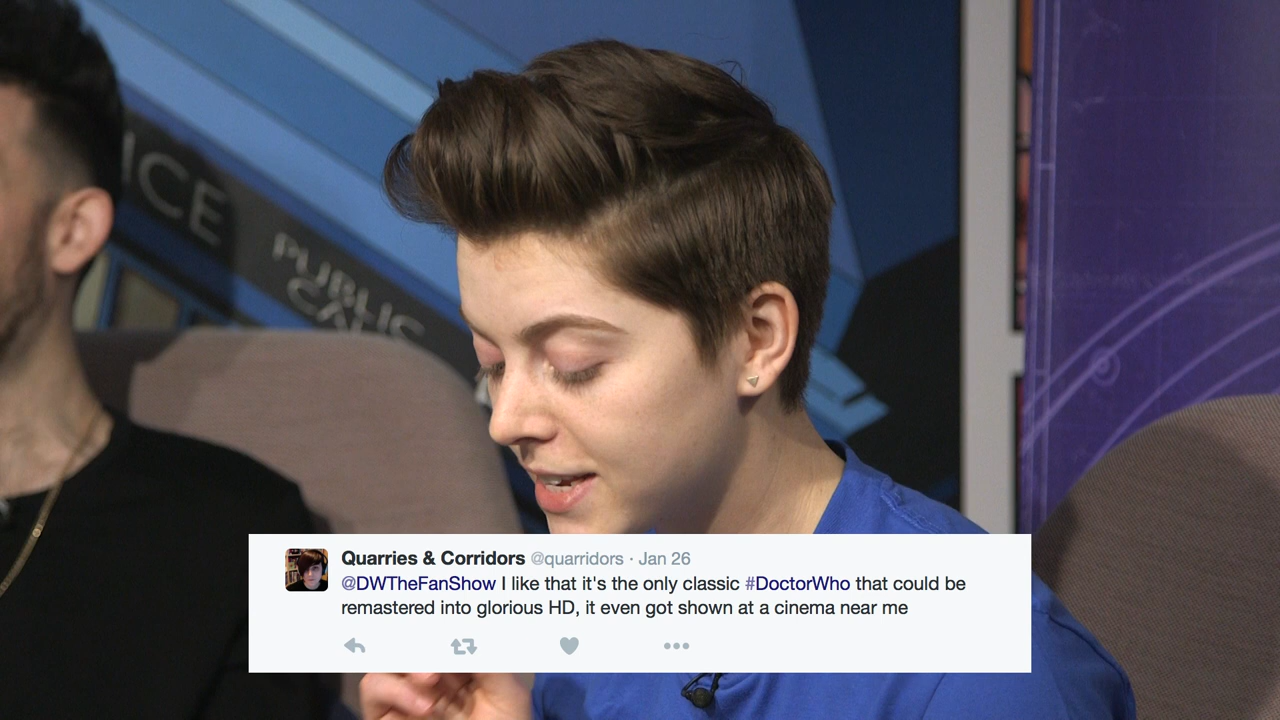 ICE
PUBLIC
CAL
Quarries & Corridors @quarridors · Jan 26
@DWTheFanShow I like that it's the only classic #DoctorWho that could be
remastered into glorious HD, it even got shown at a cinema near me